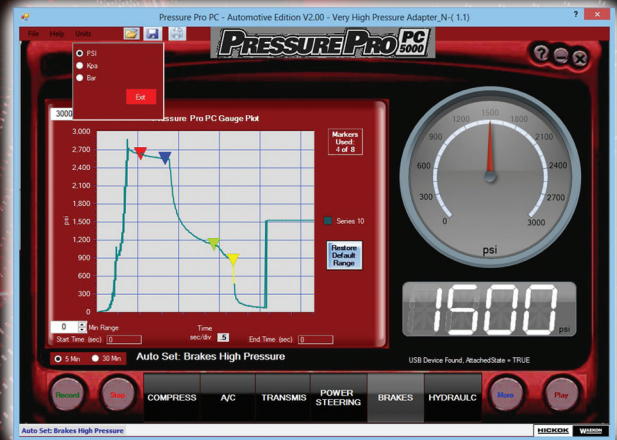 Pressure Pro PC - Automotive Edition V2.00 - Very High Pressure Adapter_N-( 1.1)
File Help Units
PRESSURE PRO PC 5000
PSI
Kpa
Bar
Exit
3000
Pressure Pro PC Gauge Plot
Markers Used: 4 of 8
3,000
2,700
2,400
2,100
1,800
1,500
1,200
900
600
300
0
psi
Series 10
Restore Default Range
0 Min Range
Time
sec/div .5
Start Time (sec) 0
End Time (sec) 0
5 Min 30 Min
Auto Set: Brakes High Pressure
0
300
600
900
1200
1500
1800
2100
2400
2700
3000
psi
1500 psi
USB Device Found, AttachedState = TRUE
Record
Stop
COMPRESS
A/C
TRANSMIS
POWER STEERING
BRAKES
HYDRAULC
More
Play
Auto Set: Brakes High Pressure
HICKOK
WAEKON